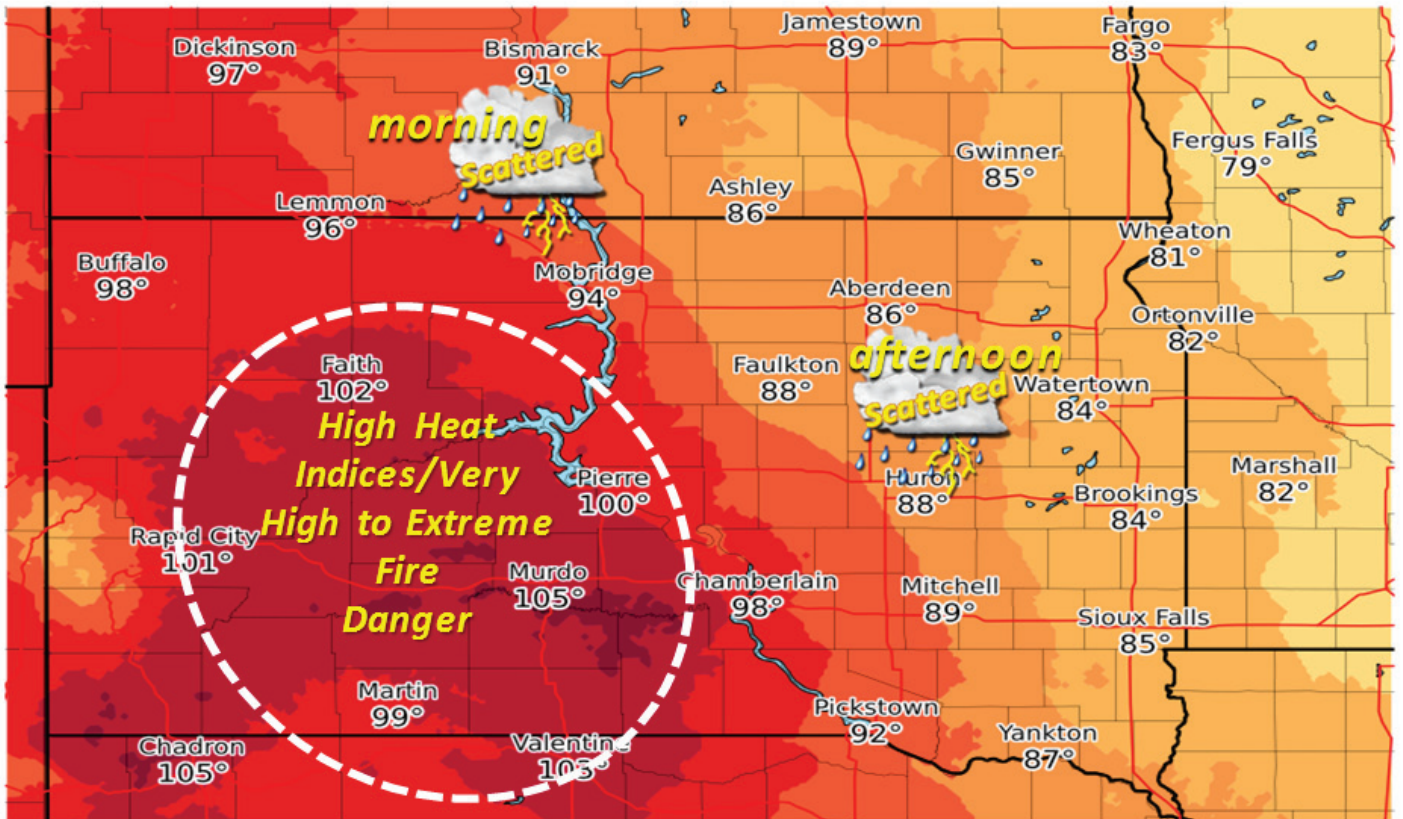 Jamestown
89°
Fargo
83°
Dickinson
97°
Bismarck
91°
morning
Scattered
Fergus Falls
79°
Gwinner
85°
Ashley
86°
Lemmon
96°
Wheaton
81°
Buffalo
98°
Mobridge
94°
Aberdeen
86°
Ortonville
82°
afternoon
Scattered
Faith
102°
Faulkton
88°
Watertown
84°
High Heat
Indices/Very
High to Extreme
Fire
Danger
Marshall
82°
Pierre
100°
Huron
88°
Brookings
84°
Rapid City
101°
Murdo
105°
Chamberlain
98°
Mitchell
89°
Sioux Falls
85°
Martin
99°
Pickstown
92°
Yankton
87°
Chadron
105°
Valentine
103°